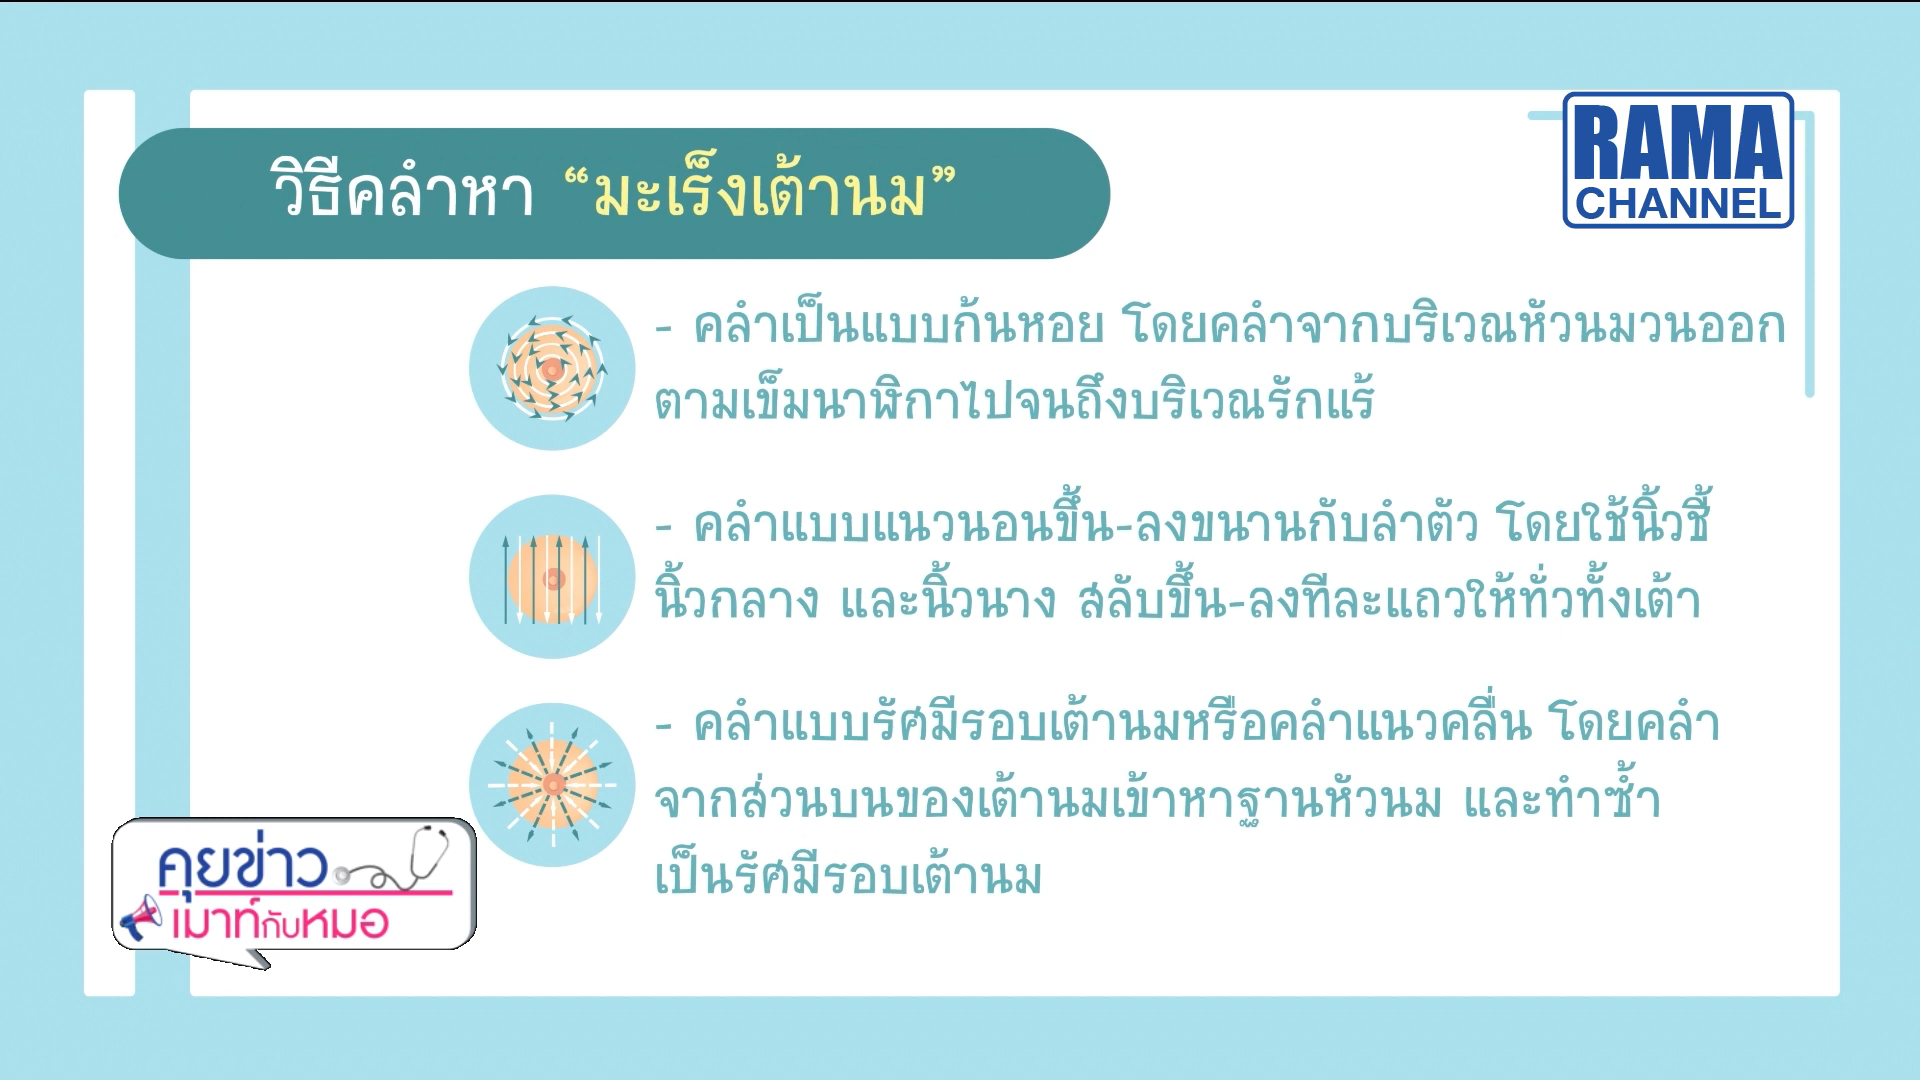 RAMA
CHANNEL
วิธีคลำหา “มะเร็งเต้านม”
- คลำเป็นแบบก้นหอย โดยคลำจากบริเวณหัวนมวนออก
ตามเข็มนาฬิกาไปจนถึงบริเวณรักแร้
- คลำแบบแนวนอนขึ้น-ลงขนานกับลำตัว โดยใช้นิ้วชี้
นิ้วกลาง และนิ้วนาง สลับขึ้น-ลงทีละแถวให้ทั่วทั้งเต้า
- คลำแบบรัศมีรอบเต้านมหรือคลำแนวคลื่น โดยคลำ
จากส่วนบนของเต้านมเข้าหาฐานหัวนม และทำซ้ำ
เป็นรัศมีรอบเต้านม
คุยข่าว
เมาท์กับหมอ